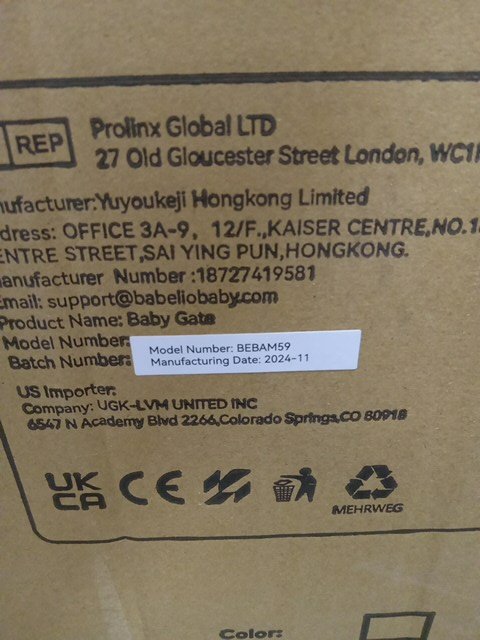 REP
Prolinx Global LTD
27 Old Gloucester Street London, WC1
nufacturer:Yuyoukeji Hongkong Limited
dress: OFFICE 3A-9, 12/F.,KAISER CENTRE,NO.1
ENTRE STREET,SAI YING PUN,HONGKONG.
anufacturer Number:18727419581
Email: support@babeliobaby.com
Product Name: Baby Gate
Model Number:
Batch Number:
Model Number: BEBAM59
Manufacturing Date: 2024-11
US Importer:
Company: UGK-LVM UNITED INC
6547 N Academy Blvd 2266,Colorado Springs,CO 80918
UK
CA
CE
MEHRWEG
Color: